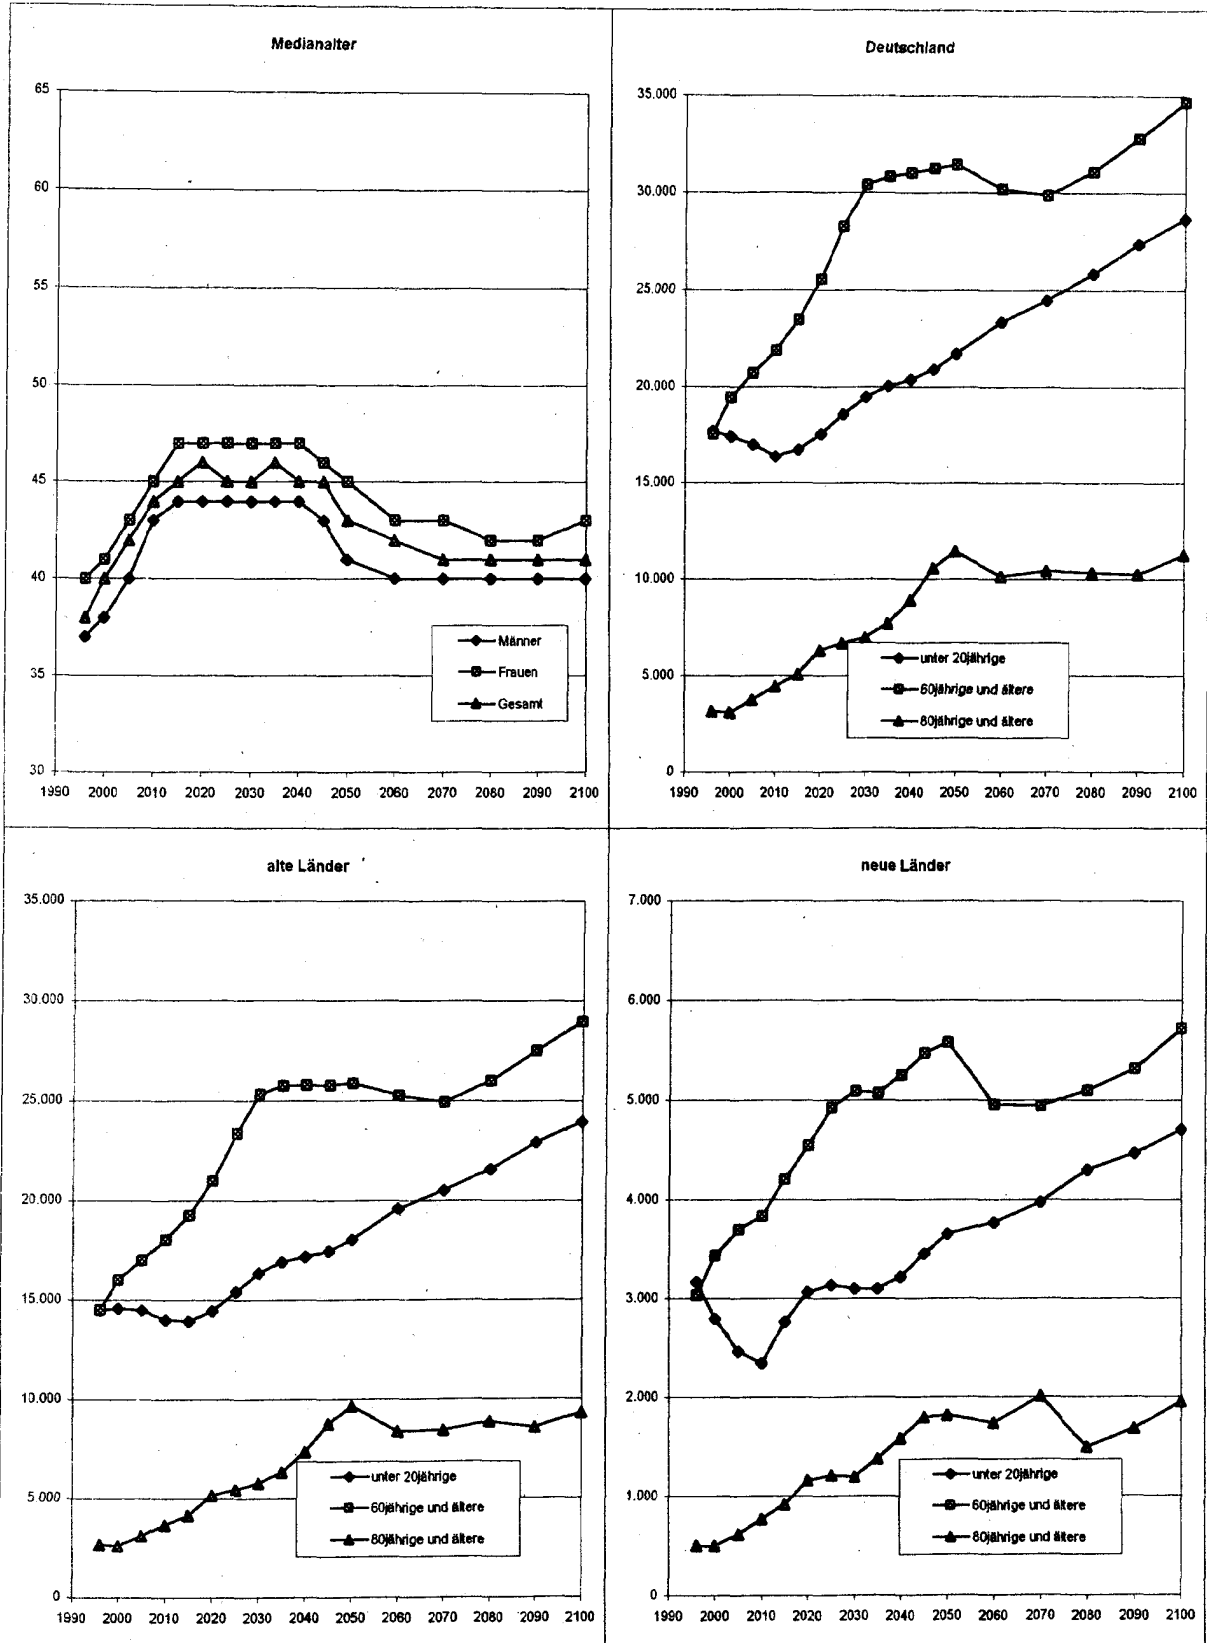 Medianalter
65
60
55
50
45
40
35
30
1990 2000 2010 2020 2030 2040 2050 2060 2070 2080 2090 2100
Männer
Frauen
Gesamt
Deutschland
35.000
30.000
25.000
20.000
15.000
10.000
5.000
0
1990 2000 2010 2020 2030 2040 2050 2060 2070 2080 2090 2100
unter 20jährige
60jährige und ältere
80jährige und ältere
alte Länder
35.000
30.000
25.000
20.000
15.000
10.000
5 000
0
1990 2000 2010 2020 2030 2040 2050 2060 2070 2080 2090 2100
unter 20jährige
60jährige und ältere
80jährige und ältere
neue Länder
7.000
6.000
5.000
4.000
3.000
2.000
1.000
0
1990 2000 2010 2020 2030 2040 2050 2060 2070 2080 2090 2100
unter 20jährige
60jährige und ältere
80jährige und ältere